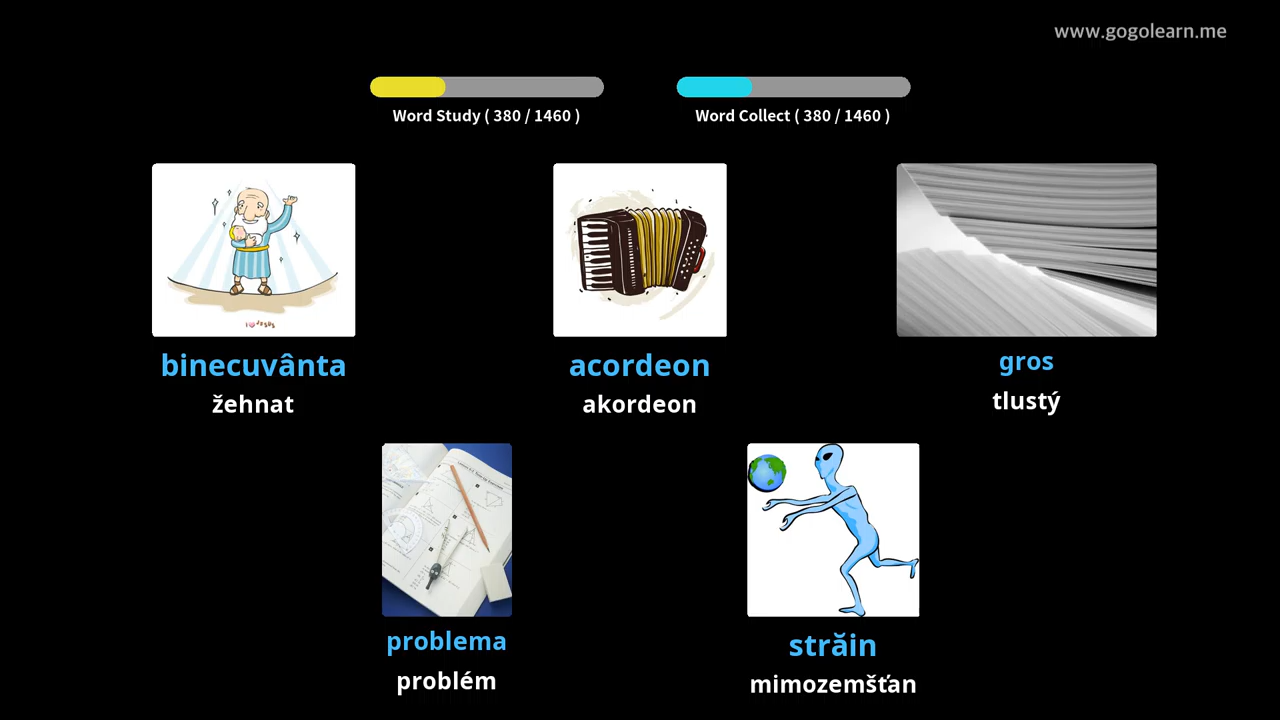 www.gogolearn.me
Word Study ( 380 / 1460 )
Word Collect ( 380 / 1460 )
I ♥ JESUS
binecuvânta
žehnat
acordeon
akordeon
gros
tlustý
problema
problém
străin
mimozemšťan